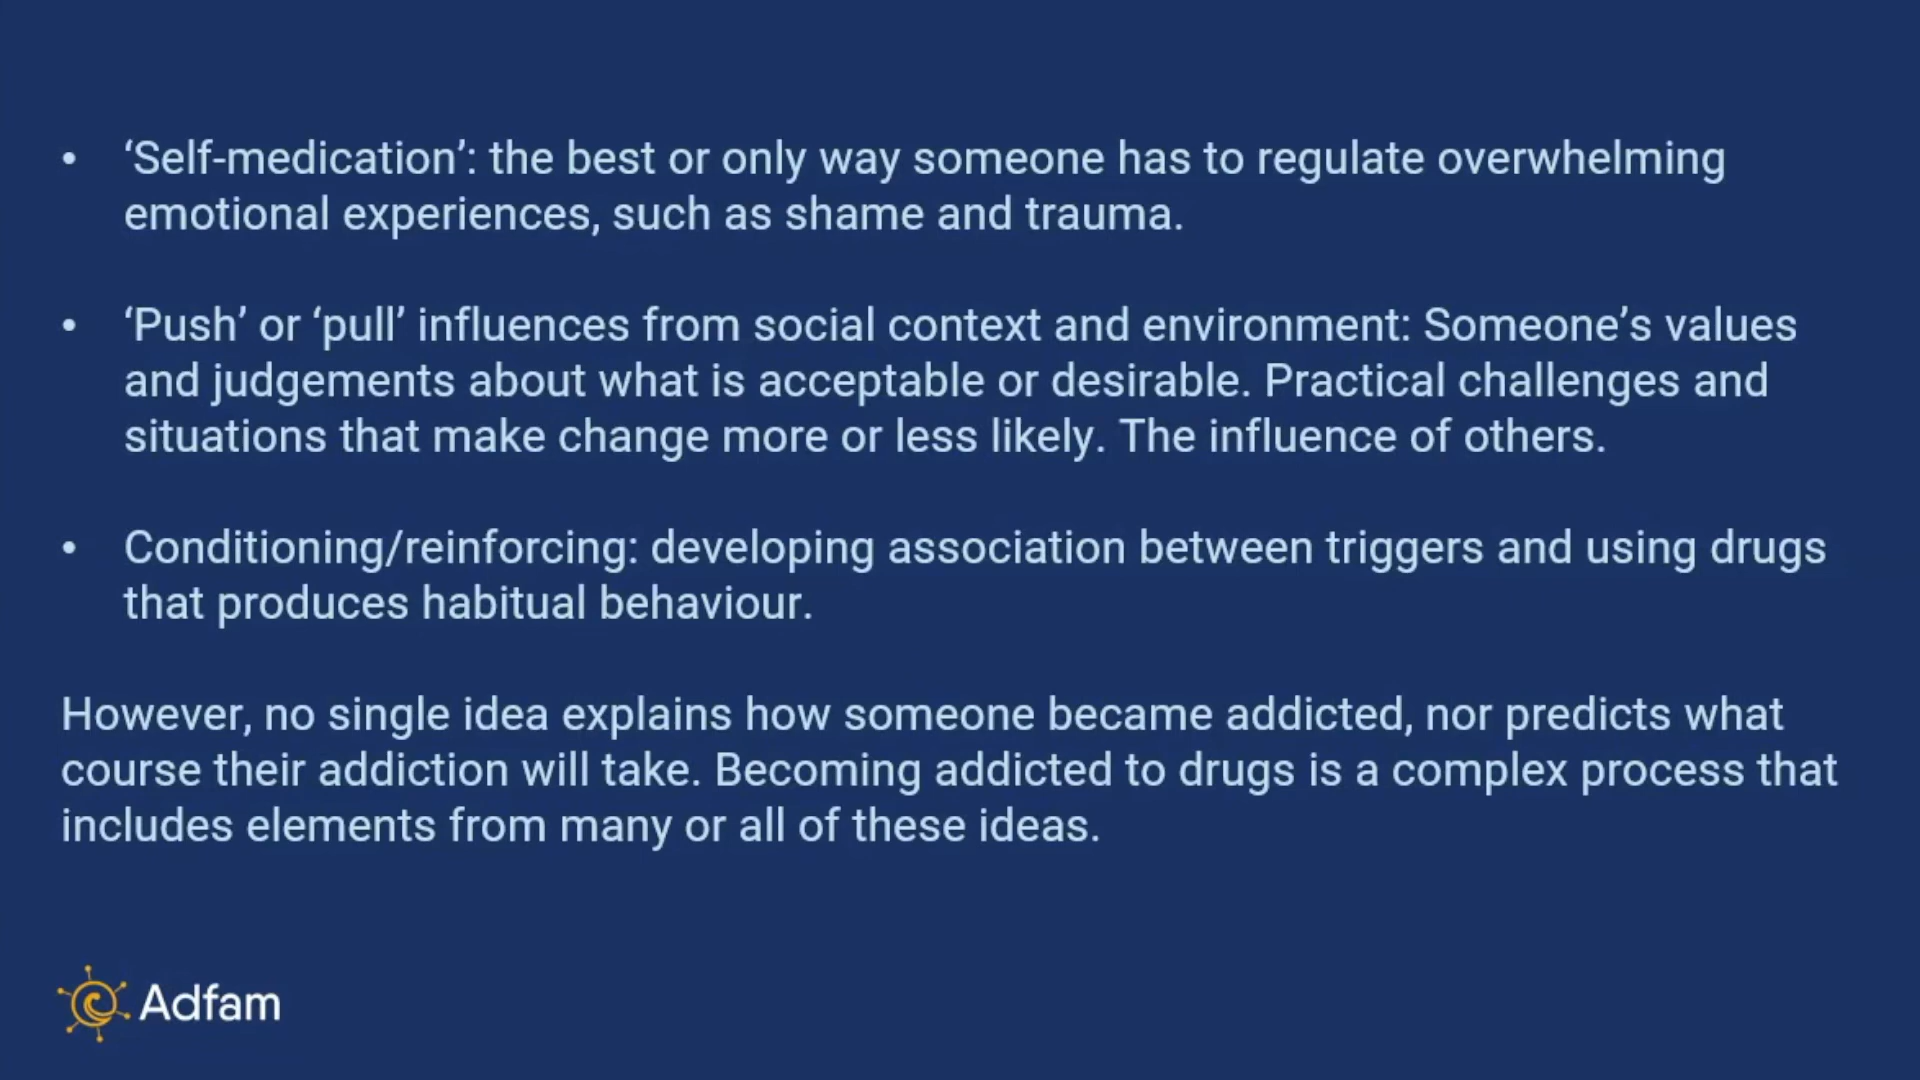 • ‘Self-medication’: the best or only way someone has to regulate overwhelming
emotional experiences, such as shame and trauma.
• ‘Push’ or ‘pull’ influences from social context and environment: Someone’s values
and judgements about what is acceptable or desirable. Practical challenges and
situations that make change more or less likely. The influence of others.
• Conditioning/reinforcing: developing association between triggers and using drugs
that produces habitual behaviour.
However, no single idea explains how someone became addicted, nor predicts what
course their addiction will take. Becoming addicted to drugs is a complex process that
includes elements from many or all of these ideas.
Adfam